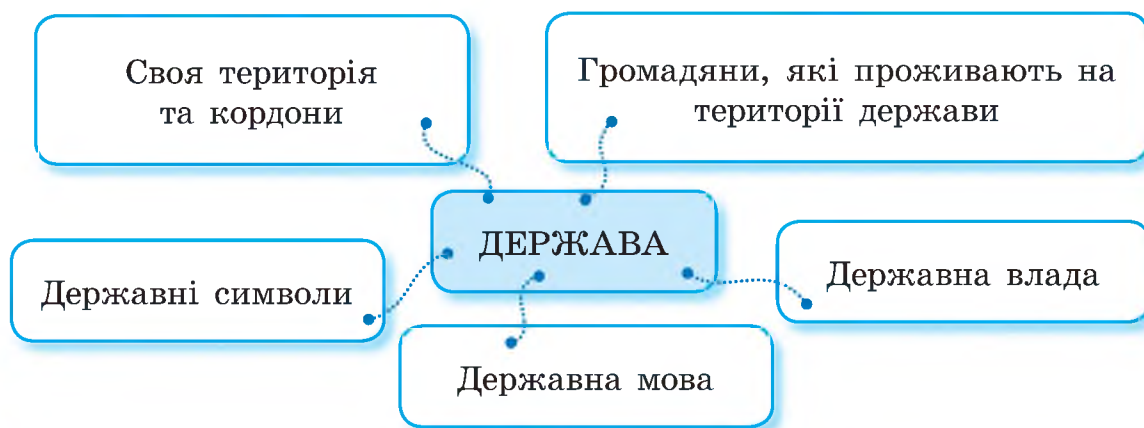 Своя територія
та кордони
Громадяни, які проживають на
території держави
ДЕРЖАВА
Державні символи
Державна влада
Державна мова